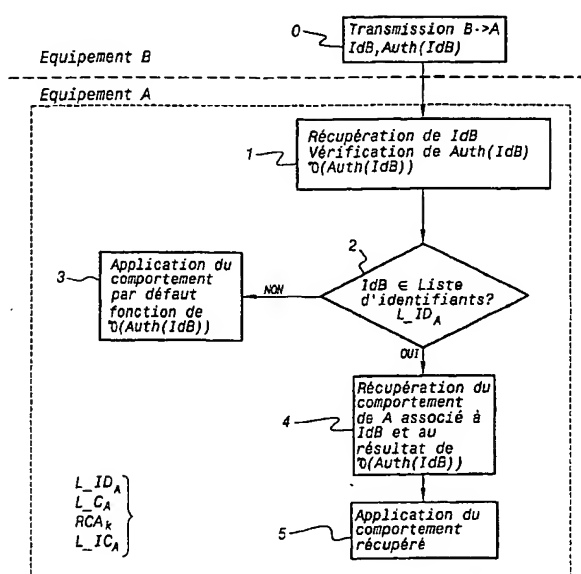 0
Transmission B->A
IdB,Auth(IdB)
Equipement B
Equipement A
1
Récupération de IdB
Vérification de Auth(IdB)
℧(Auth(IdB))
2
IdB ∈ Liste
d'identifiants?
L_ID_A
3
Application du
comportement
par défaut
fonction de
℧(Auth(IdB))
NON
OUI
4
Récupération du
comportement
de A associé à
IdB et au
résultat de
℧(Auth(IdB))
L_ID_A
L_C_A
RCA_k
L_IC_A
5
Application du
comportement
récupéré